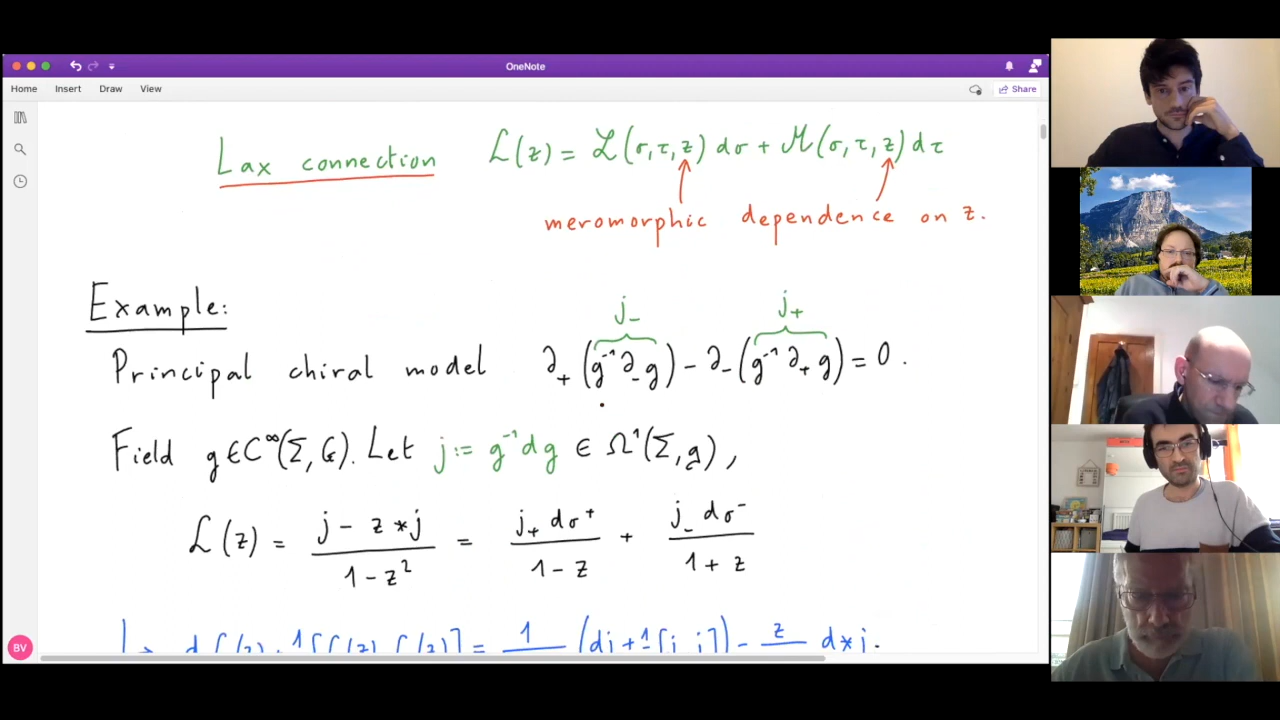 OneNote
Home Insert Draw View Share
Lax connection ℒ(z) = ℒ(σ,τ,z) dσ + ℳ(σ,τ,z) dτ
meromorphic dependence on z.
Example:
j₋ j₊
Principal chiral model ∂₊(g⁻¹∂₋g) − ∂₋(g⁻¹∂₊g) = 0.
Field g∈C^∞(Σ,G). Let j := g⁻¹dg ∈ Ω¹(Σ,g),
ℒ(z) = (j − z*j)/(1−z²) = (j₊ dσ⁺)/(1−z) + (j₋ dσ⁻)/(1+z)
z d*j.
BV